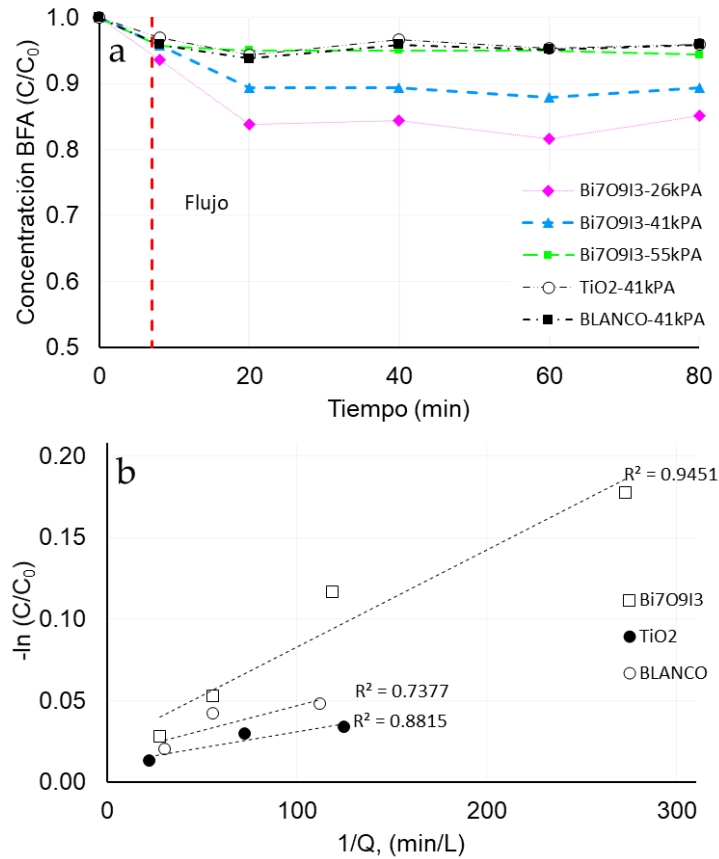 a
1.0
0.9
0.8
0.7
0.6
0.5
Concentratción BFA (C/C0)
Flujo
Bi7O9I3-26kPA
Bi7O9I3-41kPA
Bi7O9I3-55kPA
TiO2-41kPA
BLANCO-41kPA
0 20 40 60 80
Tiempo (min)
b
0.20
0.15
0.10
0.05
0.00
-ln (C/C0)
R² = 0.9451
R² = 0.7377
R² = 0.8815
Bi7O9I3
TiO2
BLANCO
0 100 200 300
1/Q, (min/L)